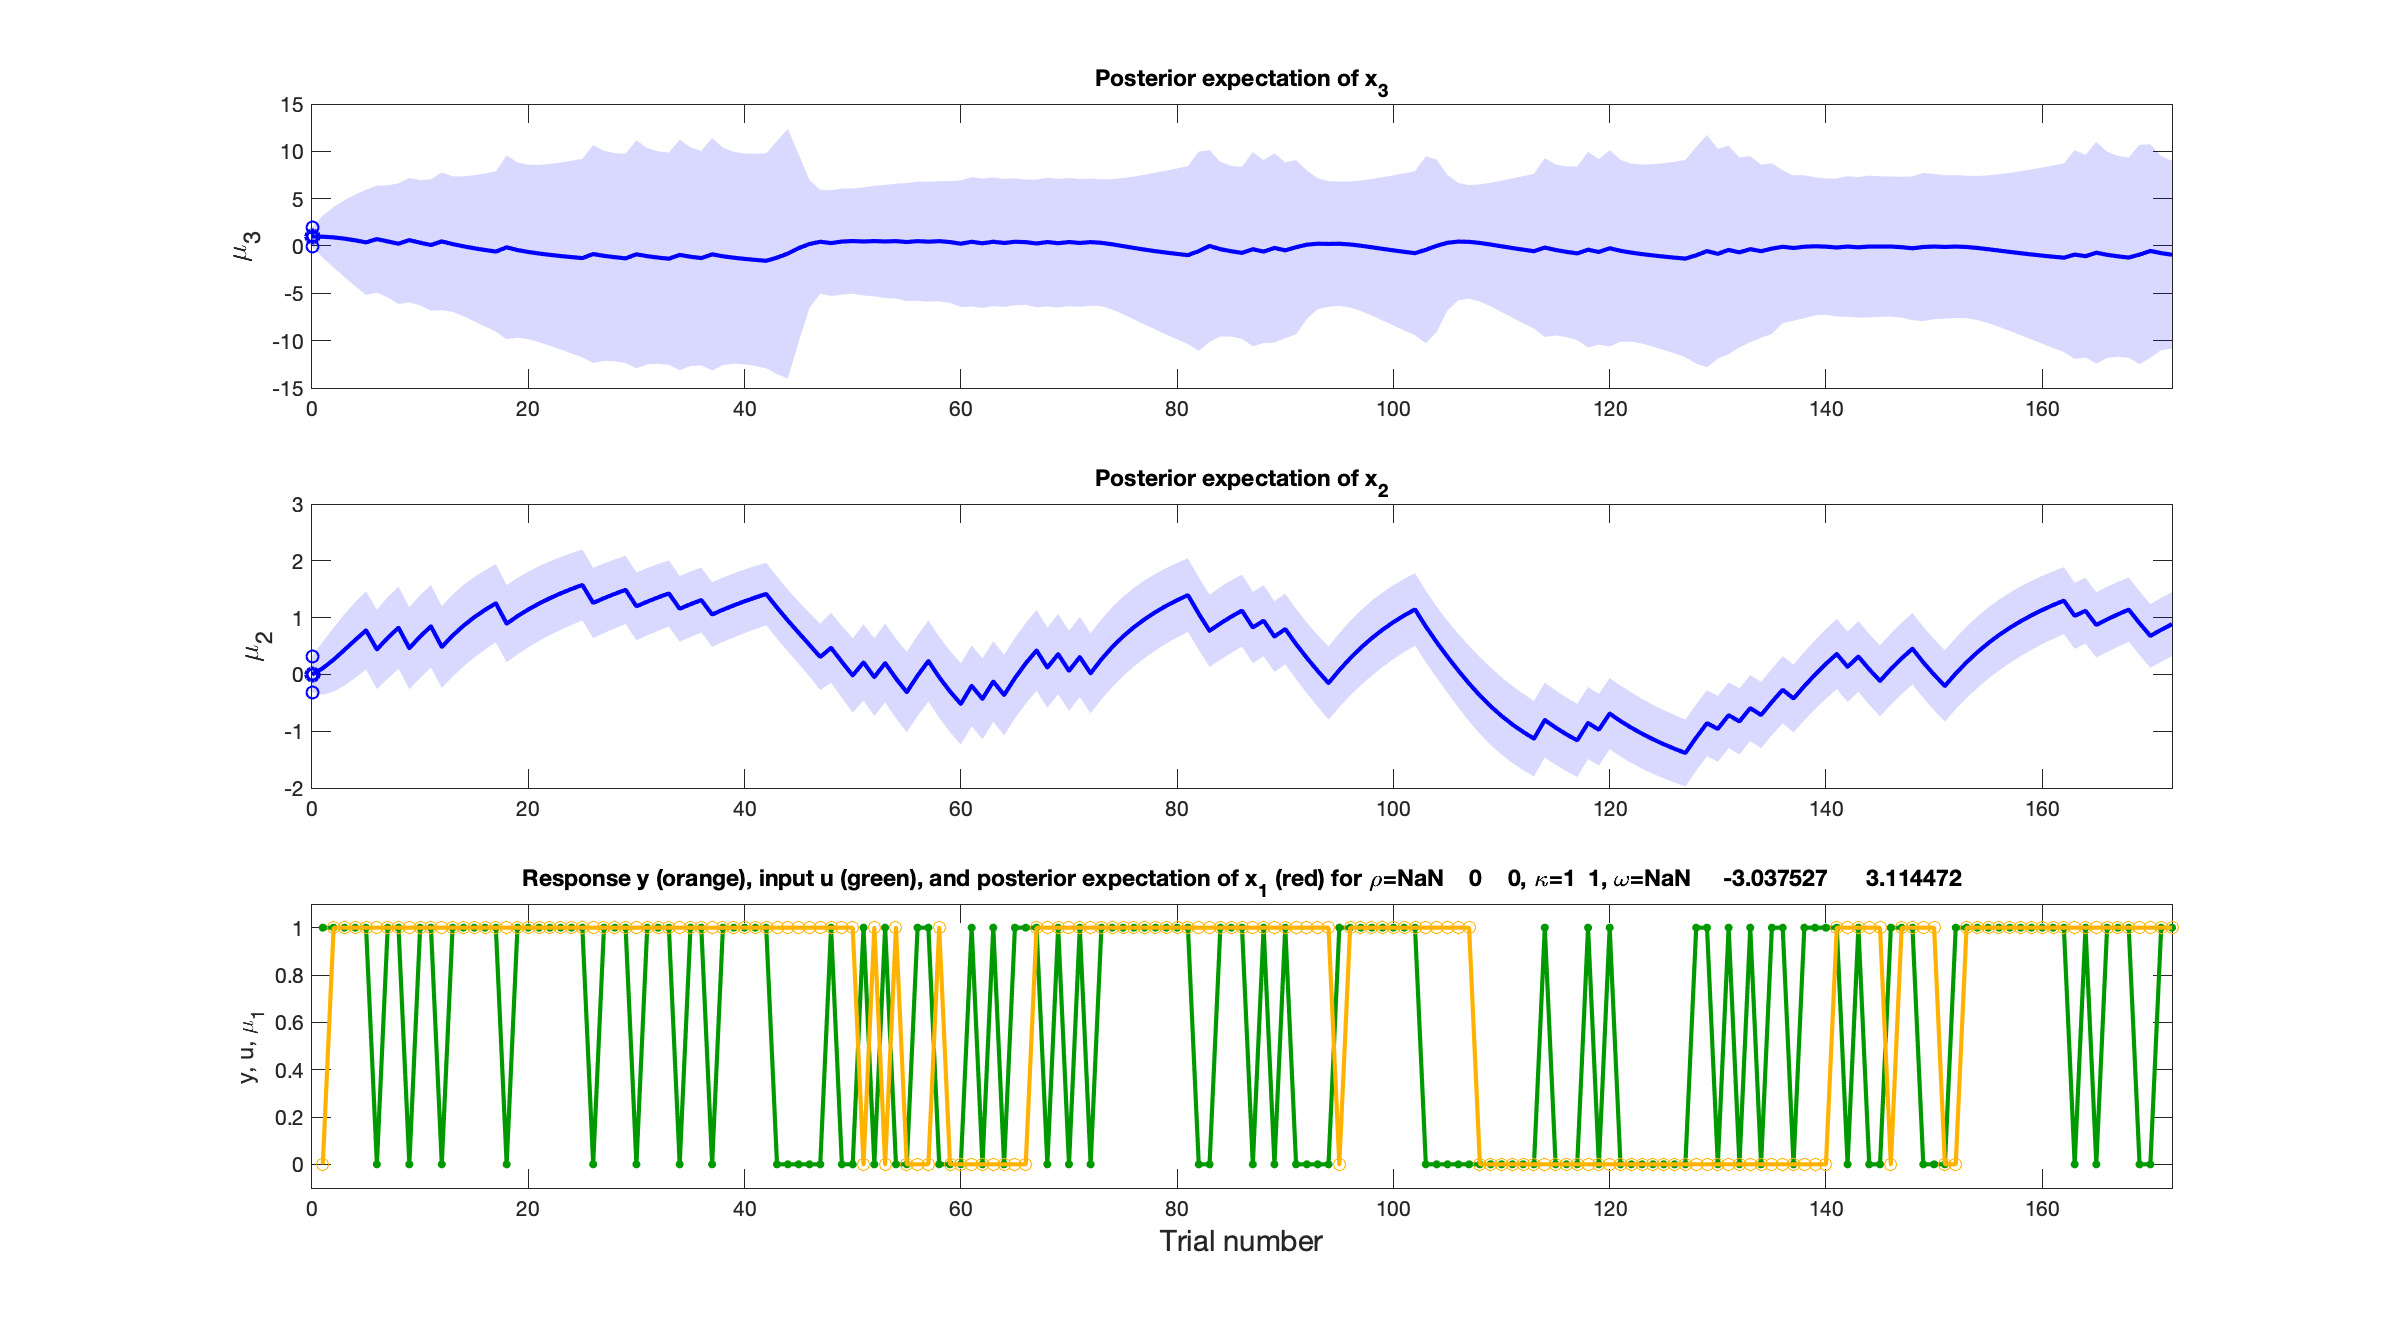 Posterior expectation of x3
15
10
5
0
-5
-10
-15
μ3
0 20 40 60 80 100 120 140 160
Posterior expectation of x2
3
2
1
0
-1
-2
μ2
0 20 40 60 80 100 120 140 160
Response y (orange), input u (green), and posterior expectation of x1 (red) for ρ=NaN 0 0, κ=1 1, ω=NaN -3.037527 3.114472
1
0.8
0.6
0.4
0.2
0
y, u, μ1
0 20 40 60 80 100 120 140 160
Trial number